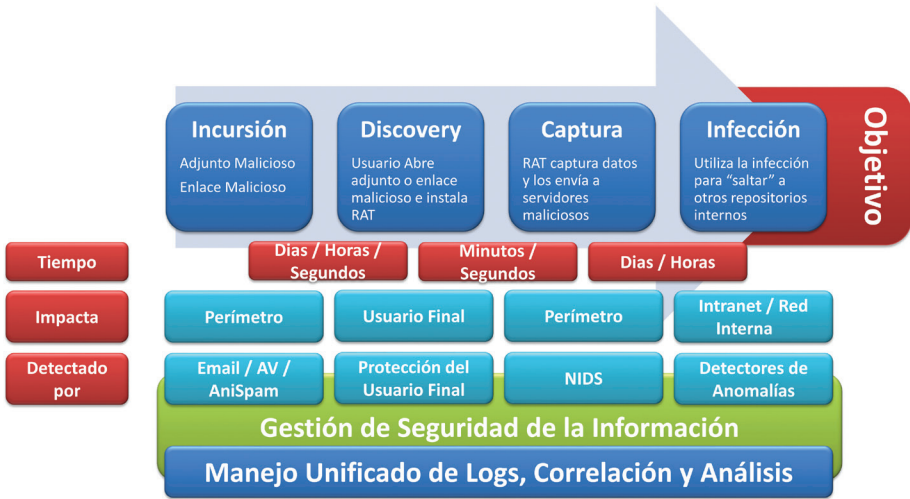 Incursión
Adjunto Malicioso
Enlace Malicioso
Discovery
Usuario Abre
adjunto o enlace
malicioso e instala
RAT
Captura
RAT captura datos
y los envía a
servidores
maliciosos
Infección
Utiliza la infección
para “saltar” a
otros repositorios
internos
Objetivo
Tiempo
Dias / Horas /
Segundos
Minutos /
Segundos
Dias / Horas
Impacta
Perímetro
Usuario Final
Perímetro
Intranet / Red
Interna
Detectado
por
Email / AV /
AniSpam
Protección del
Usuario Final
NIDS
Detectores de
Anomalías
Gestión de Seguridad de la Información
Manejo Unificado de Logs, Correlación y Análisis